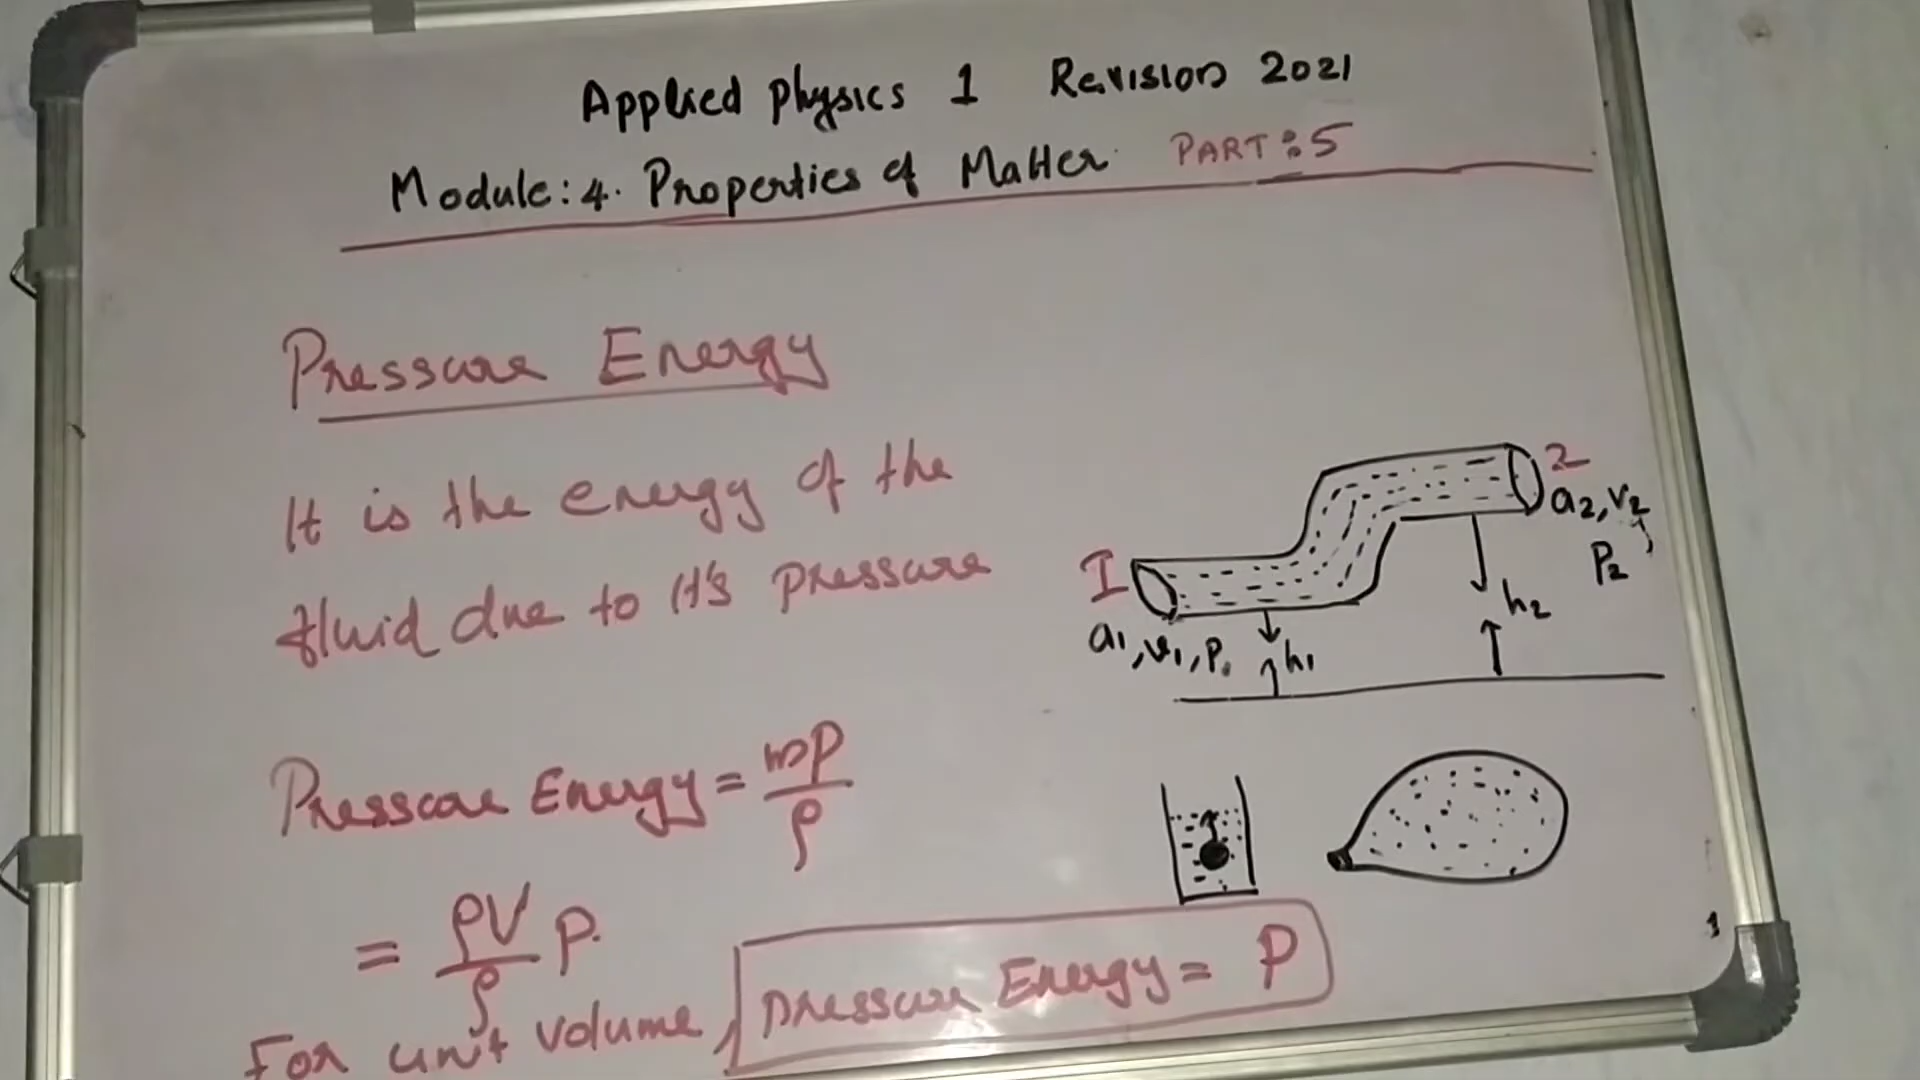 Applied Physics 1 Revision 2021
Module: 4. Properties of Matter PART: 5
Pressure Energy
It is the energy of the
fluid due to it's pressure
Pressure Energy = mP/ρ
= ρV/ρ P.
For unit volume, Pressure Energy = P
2
a2, v2,
P2
I
a1, v1, P1
h1
h2
1